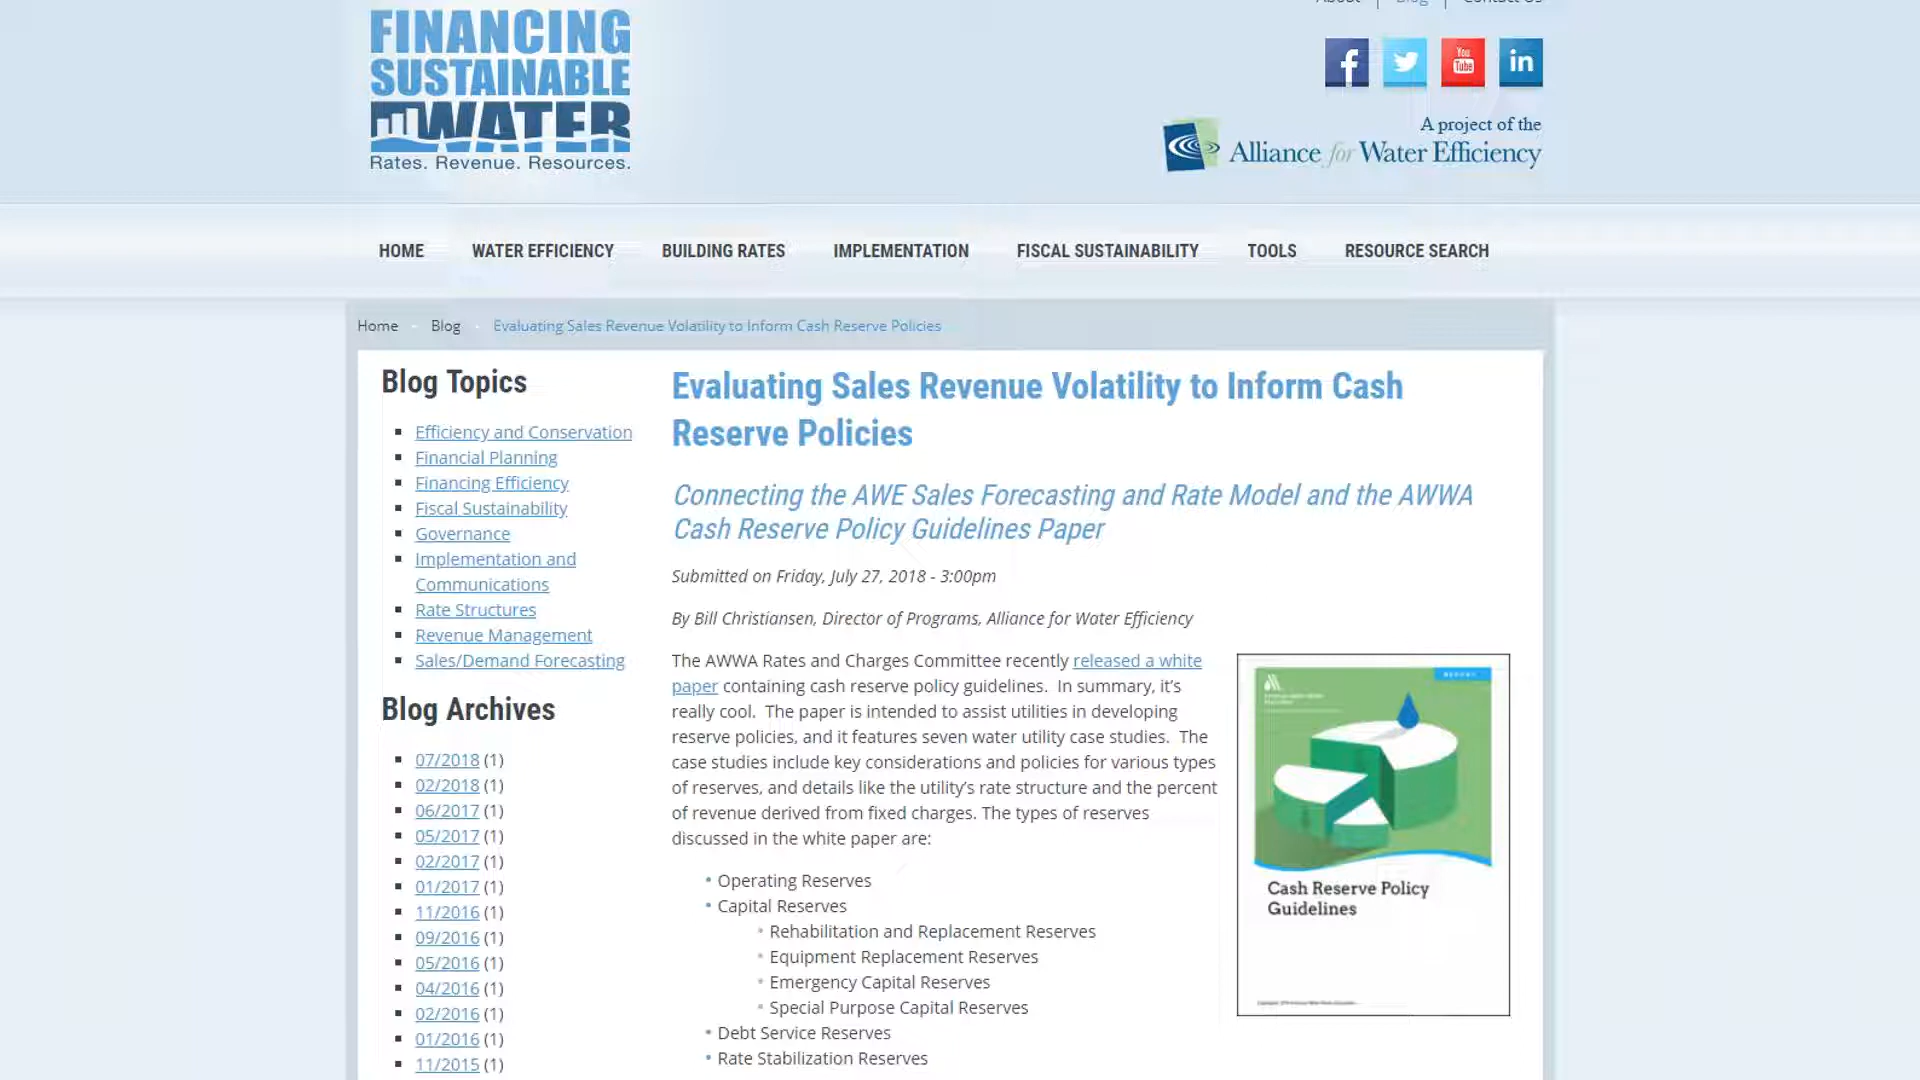 About | Blog | Contact Us
FINANCING
SUSTAINABLE
WATER
Rates. Revenue. Resources.
You
Tube
in
A project of the
Alliance for Water Efficiency
HOME WATER EFFICIENCY BUILDING RATES IMPLEMENTATION FISCAL SUSTAINABILITY TOOLS RESOURCE SEARCH
Home Blog Evaluating Sales Revenue Volatility to Inform Cash Reserve Policies
Blog Topics
Efficiency and Conservation
Financial Planning
Financing Efficiency
Fiscal Sustainability
Governance
Implementation and
Communications
Rate Structures
Revenue Management
Sales/Demand Forecasting
Blog Archives
07/2018 (1)
02/2018 (1)
06/2017 (1)
05/2017 (1)
02/2017 (1)
01/2017 (1)
11/2016 (1)
09/2016 (1)
05/2016 (1)
04/2016 (1)
02/2016 (1)
01/2016 (1)
11/2015 (1)
Evaluating Sales Revenue Volatility to Inform Cash
Reserve Policies
Connecting the AWE Sales Forecasting and Rate Model and the AWWA
Cash Reserve Policy Guidelines Paper
Submitted on Friday, July 27, 2018 - 3:00pm
By Bill Christiansen, Director of Programs, Alliance for Water Efficiency
The AWWA Rates and Charges Committee recently released a white
paper containing cash reserve policy guidelines. In summary, it's
really cool. The paper is intended to assist utilities in developing
reserve policies, and it features seven water utility case studies. The
case studies include key considerations and policies for various types
of reserves, and details like the utility's rate structure and the percent
of revenue derived from fixed charges. The types of reserves
discussed in the white paper are:
Operating Reserves
Capital Reserves
Rehabilitation and Replacement Reserves
Equipment Replacement Reserves
Emergency Capital Reserves
Special Purpose Capital Reserves
Debt Service Reserves
Rate Stabilization Reserves
REPORT
Cash Reserve Policy
Guidelines